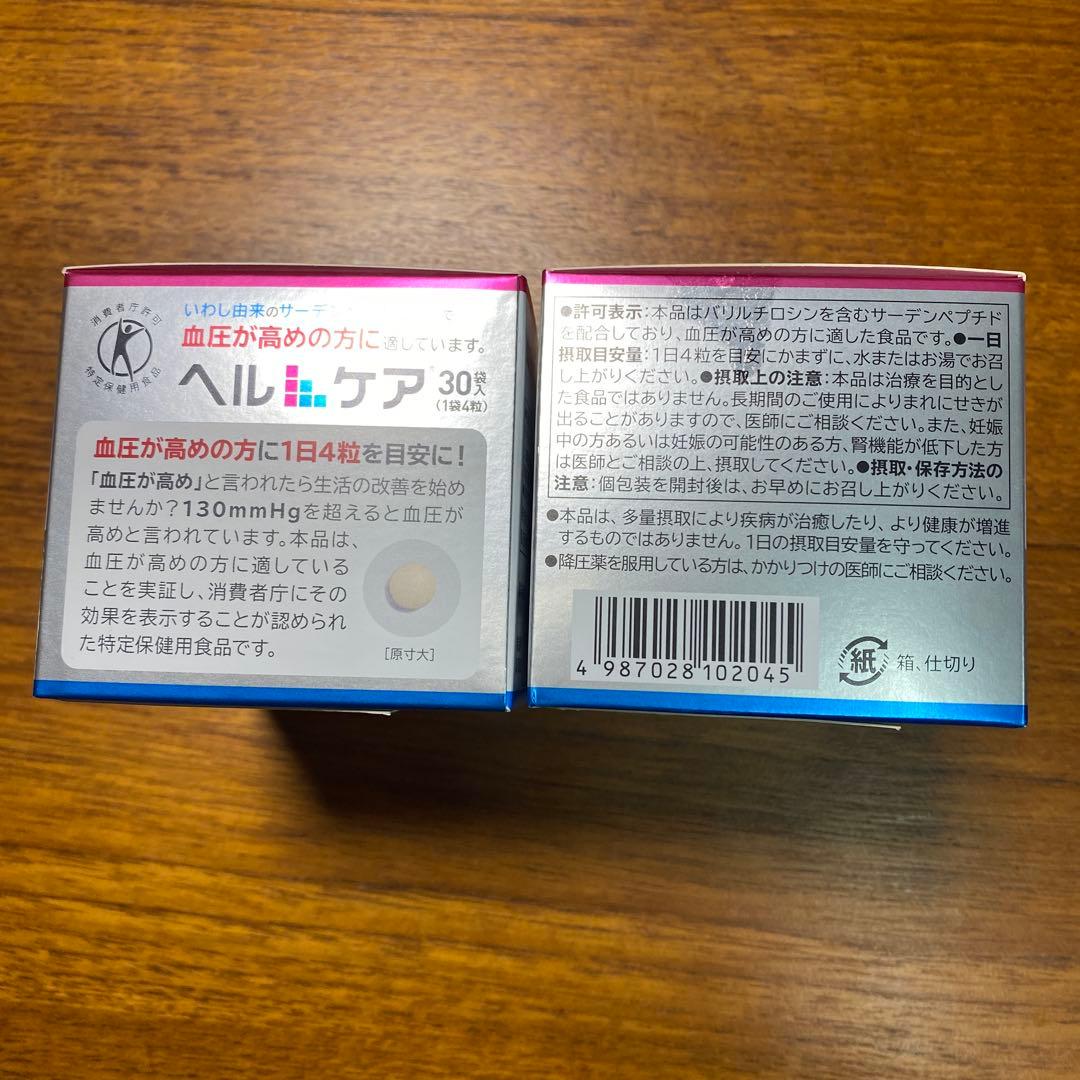 消費者庁許可
特定保健用食品
いわし由来のサーデン で
血圧が高めの方に適しています。
ヘルケア
30袋入
(1袋4粒)
血圧が高めの方に1日4粒を目安に!
「血圧が高め」と言われたら生活の改善を始め
ませんか?130mmHgを超えると血圧が
高めと言われています。本品は、
血圧が高めの方に適している
ことを実証し、消費者庁にその
効果を表示することが認められ
た特定保健用食品です。
[原寸大]
●許可表示:本品はバリルチロシンを含むサーデンペプチド
を配合しており、血圧が高めの方に適した食品です。●一日
摂取目安量:1日4粒を目安にかまずに、水またはお湯でお召
し上がりください。●摂取上の注意:本品は治療を目的とし
た食品ではありません。長期間のご使用によりまれにせきが
出ることがありますので、医師にご相談ください。また、妊娠
中の方あるいは妊娠の可能性のある方、腎機能が低下した方
は医師とご相談の上、摂取してください。●摂取・保存方法の
注意:個包装を開封後は、お早めにお召し上がりください。
●本品は、多量摂取により疾病が治癒したり、より健康が増進
するものではありません。1日の摂取目安量を守ってください。
●降圧薬を服用している方は、かかりつけの医師にご相談ください。
4 987028 102045
紙 箱、仕切り